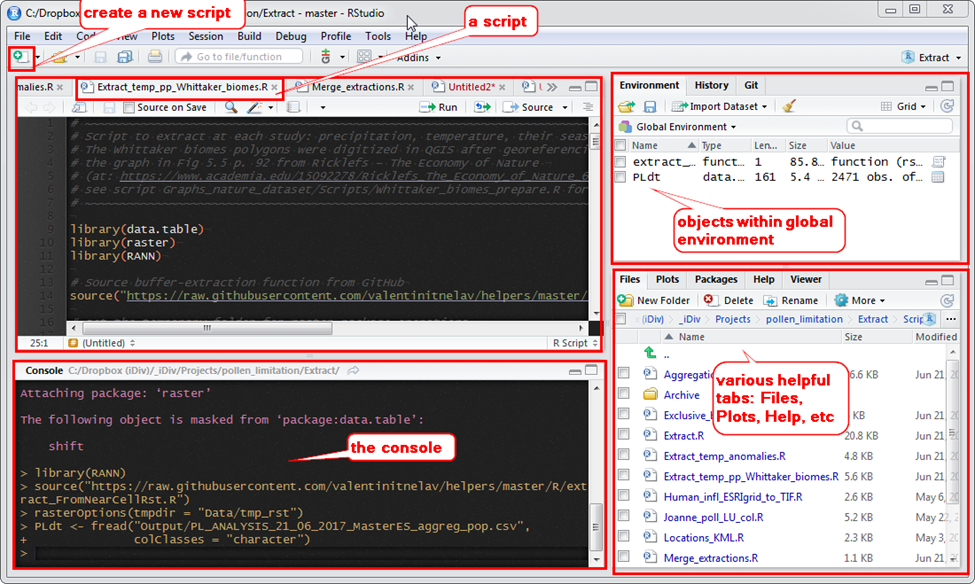 create a new script
C:/Dropbox
on/Extract - master - RStudio
a script
File Edit Co View Plots Session Build Debug Profile Tools Help
Go to file/function
Addins
Extract
malies.R
Extract_temp_pp_Whittaker_biomes.R
Merge_extractions.R
Untitled2*
Source on Save
Run
Source
1
# Script to extract at each study: precipitation, temperature, their seas
# The Whittaker biomes polygons were digitized in QGIS after georeferenci
# the graph in Fig 5.5 p. 92 from Ricklefs - The Economy of Nature
# (at: https://www.academia.edu/15092278/Ricklefs_The_Economy_of_Nature_6
# see script Graphs_nature_dataset/Scripts/Whittaker_biomes_prepare.R for
8
9 library(data.table)
10 library(raster)
11 library(RANN)
12
13 # Source buffer-extraction function from GitHub
14 source("https://raw.githubusercontent.com/valentinitnelav/helpers/master/
25:1
(Untitled)
R Script
Console C:/Dropbox (iDiv)/_iDiv/Projects/pollen_limitation/Extract/
Attaching package: 'raster'
The following object is masked from 'package:data.table':
shift
the console
> library(RANN)
> source("https://raw.githubusercontent.com/valentinitnelav/helpers/master/R/ext
ract_FromNearCellRst.R")
> rasterOptions(tmpdir = "Data/tmp_rst")
> PLdt <- fread("Output/PL_ANALYSIS_21_06_2017_MasterES_aggreg_pop.csv",
+ colClasses = "character")
>
Environment History Git
Import Dataset
Grid
Global Environment
Name Type Len... Size Value
extract_… funct… 1 85.8… function (rs…
PLdt data.… 161 5.4 … 2471 obs. of…
objects within global
environment
Files Plots Packages Help Viewer
New Folder Delete Rename More
(iDiv) _iDiv Projects pollen_limitation Extract Scrip
Name Size Modified
..
Aggregatio 6.6 KB Jun 21,
Archive
Exclusive_ KB Jun 21,
Extract.R 20.8 KB Jun 21,
Extract_temp_anomalies.R 4.8 KB Jun 21,
Extract_temp_pp_Whittaker_biomes.R 5.6 KB Jun 21,
Human_infl_ESRIgrid_to_TIF.R 2.6 KB May 6,
Joanne_poll_LU_col.R 5.2 KB May 22,
Locations_KML.R 2.3 KB May 3,
Merge_extractions.R 1.1 KB Jun 21,
various helpful
tabs: Files,
Plots, Help, etc